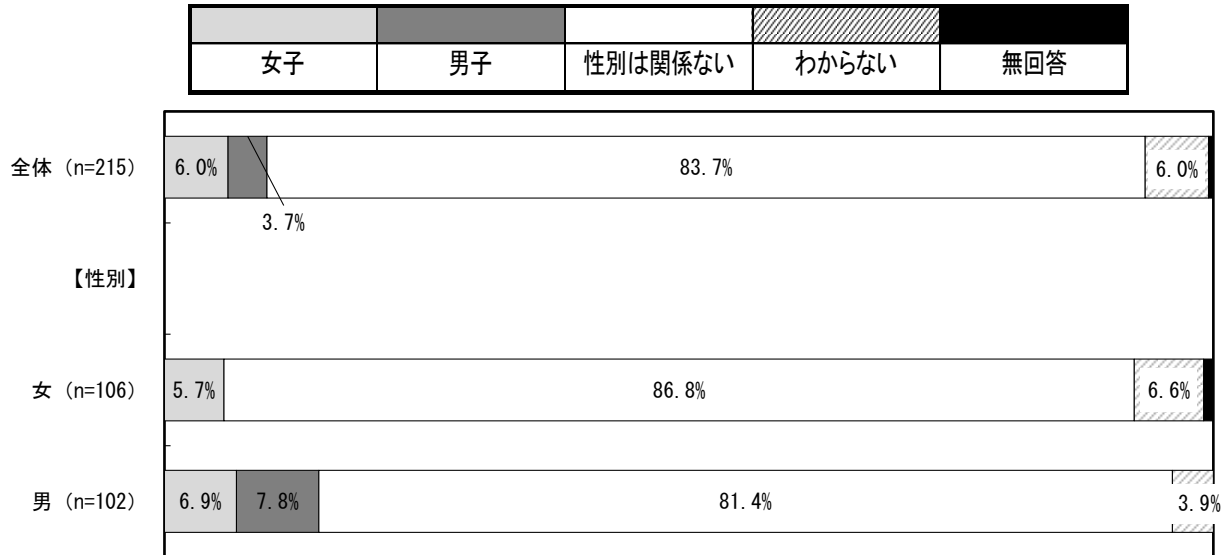 女子 男子 性別は関係ない わからない 無回答
全体 (n=215) 6.0% 83.7% 6.0%
3.7%
【性別】
女 (n=106) 5.7% 86.8% 6.6%
男 (n=102) 6.9% 7.8% 81.4% 3.9%